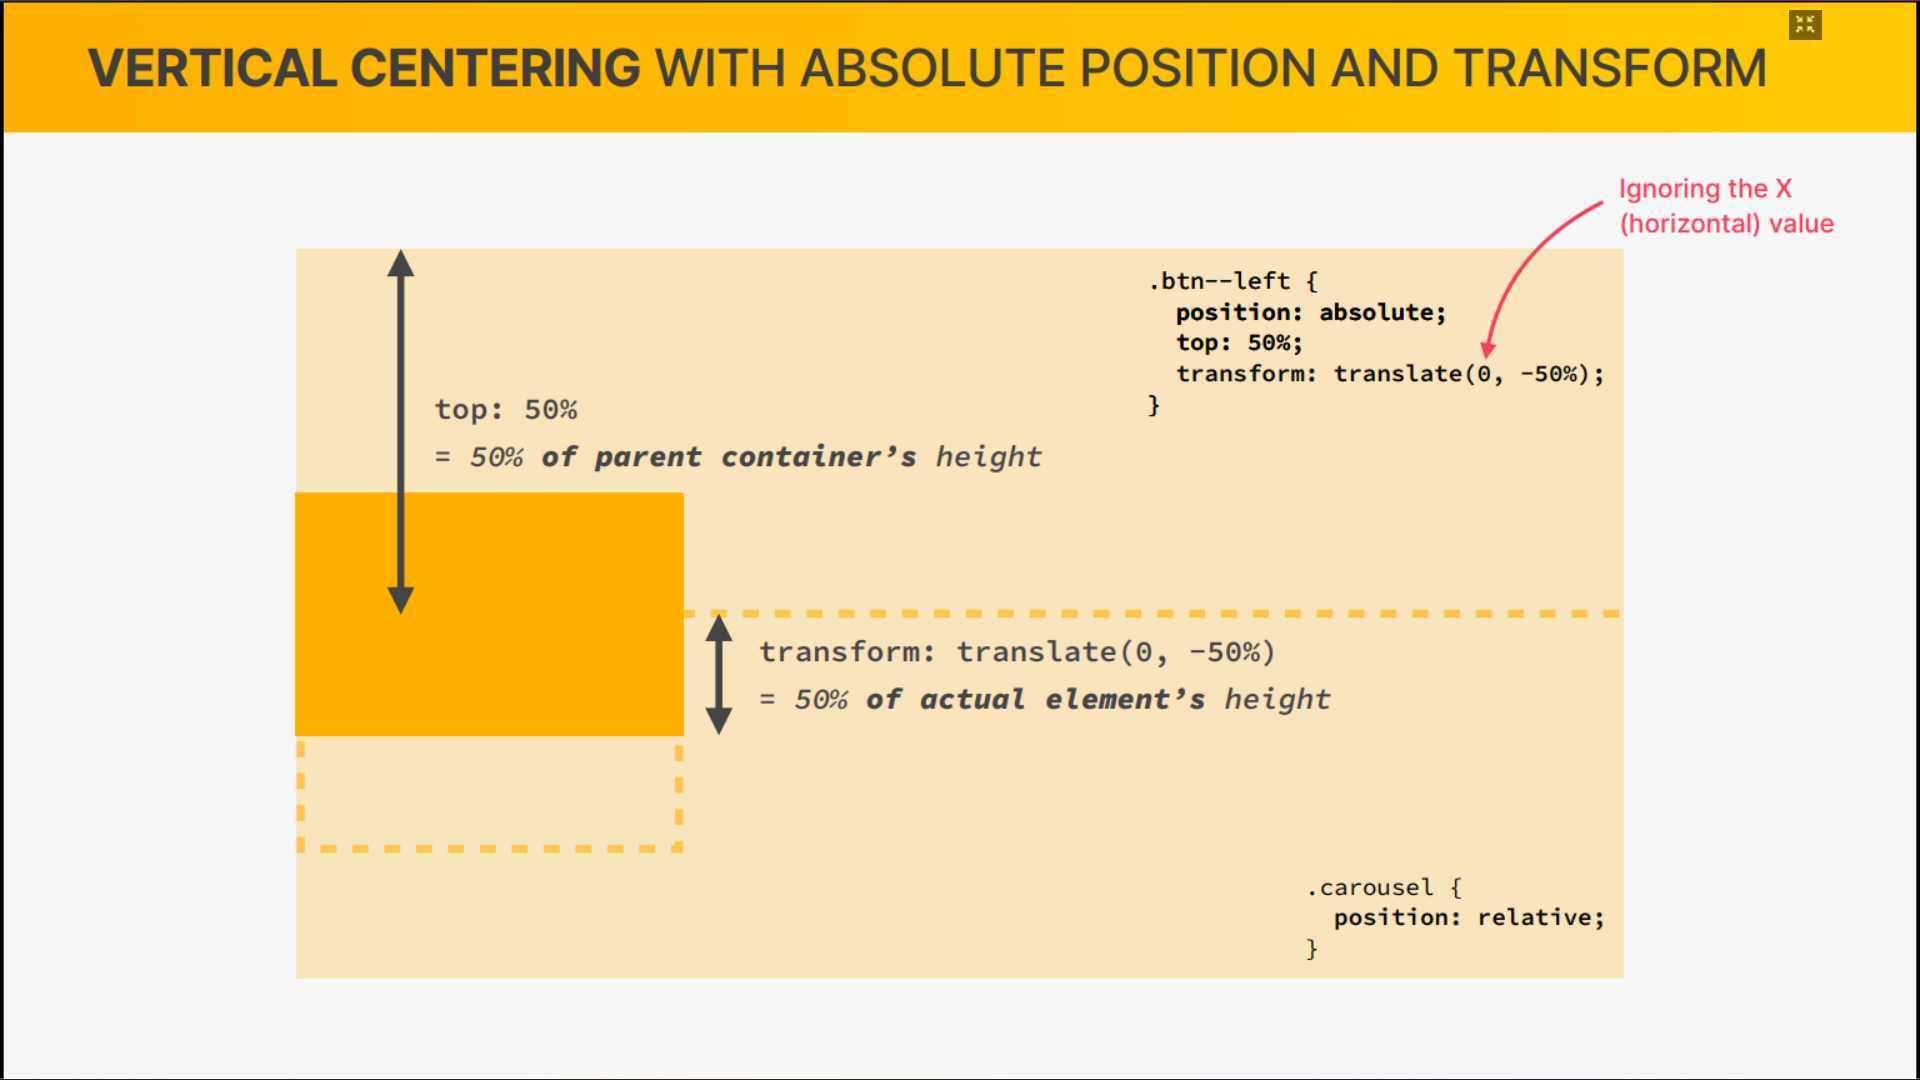 VERTICAL CENTERING WITH ABSOLUTE POSITION AND TRANSFORM
Ignoring the X
(horizontal) value
.btn--left {
position: absolute;
top: 50%;
transform: translate(0, -50%);
}
top: 50%
= 50% of parent container’s height
transform: translate(0, -50%)
= 50% of actual element’s height
.carousel {
position: relative;
}